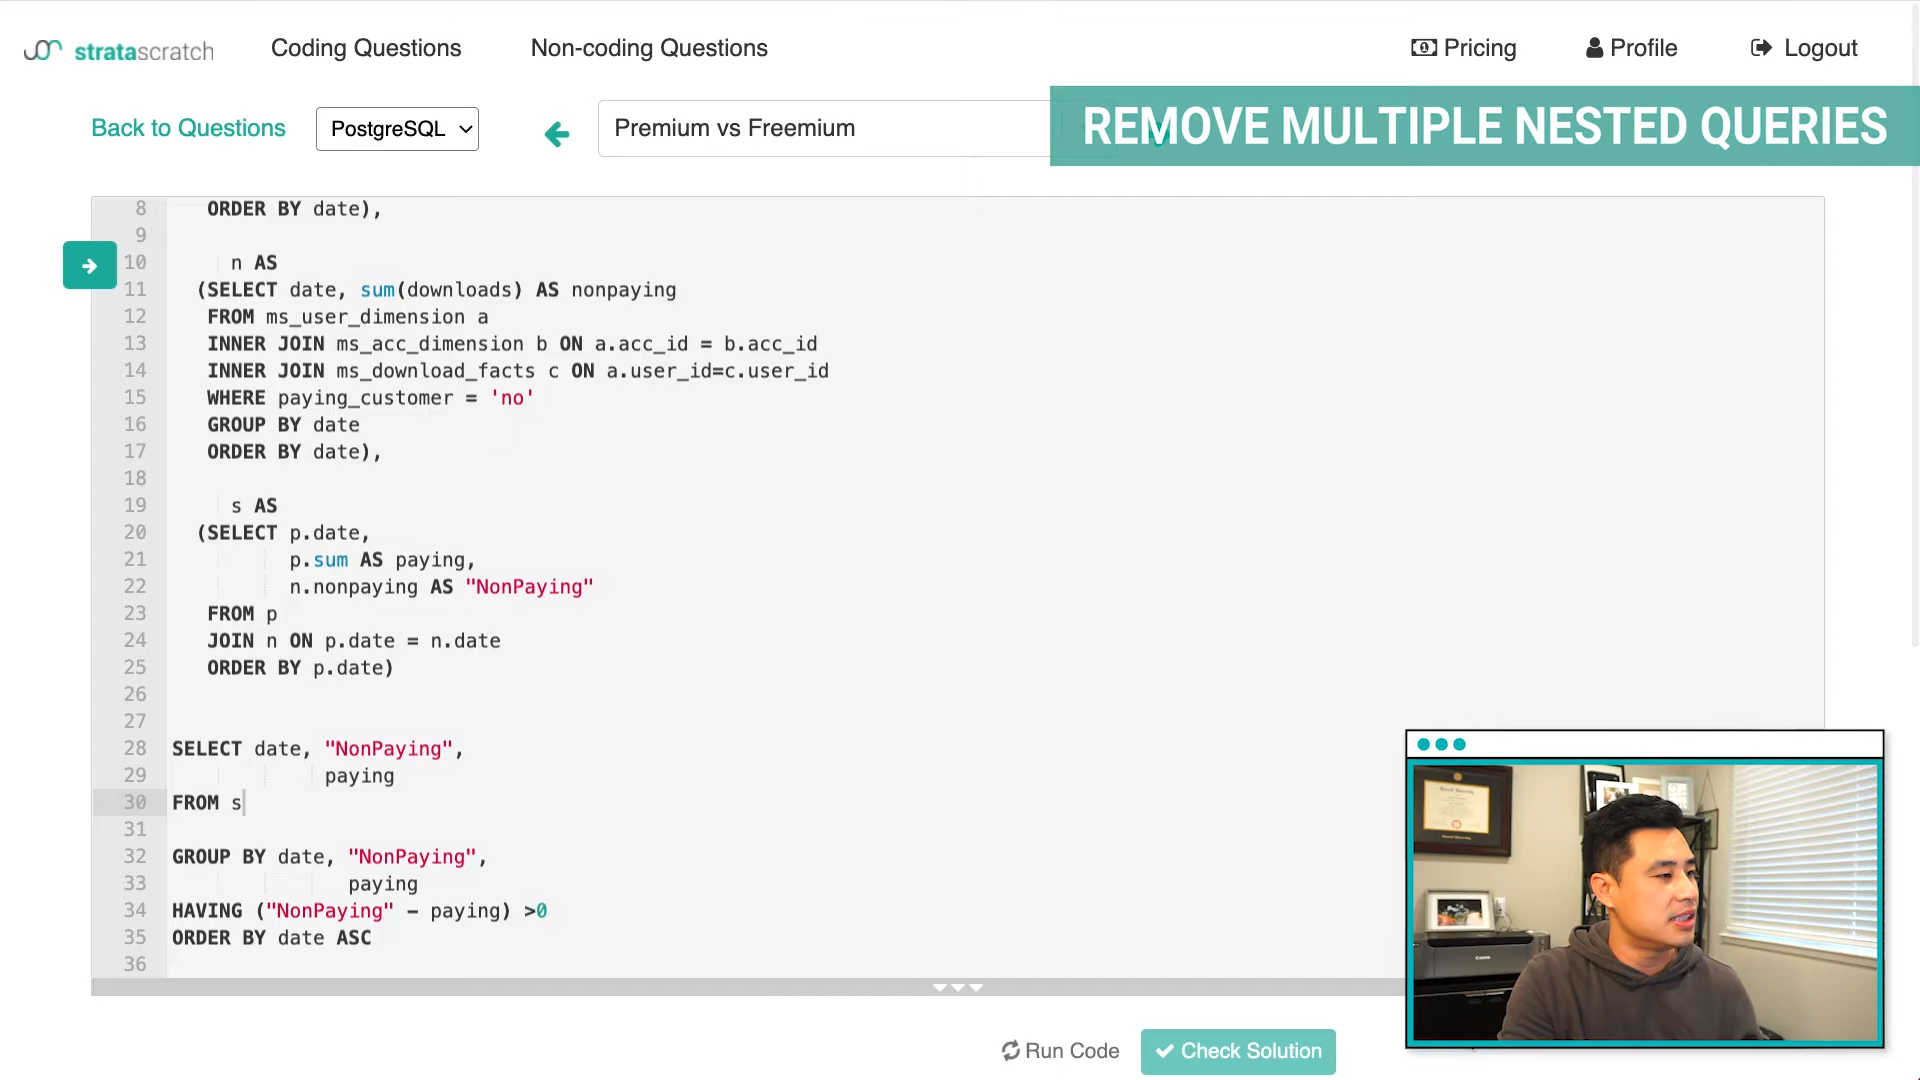 stratascratch
Coding Questions
Non-coding Questions
Pricing
Profile
Logout
Back to Questions
PostgreSQL
Premium vs Freemium
REMOVE MULTIPLE NESTED QUERIES
8 ORDER BY date),
9
10 n AS
11 (SELECT date, sum(downloads) AS nonpaying
12 FROM ms_user_dimension a
13 INNER JOIN ms_acc_dimension b ON a.acc_id = b.acc_id
14 INNER JOIN ms_download_facts c ON a.user_id=c.user_id
15 WHERE paying_customer = 'no'
16 GROUP BY date
17 ORDER BY date),
18
19 s AS
20 (SELECT p.date,
21 p.sum AS paying,
22 n.nonpaying AS "NonPaying"
23 FROM p
24 JOIN n ON p.date = n.date
25 ORDER BY p.date)
26
27
28 SELECT date, "NonPaying",
29 paying
30 FROM s
31
32 GROUP BY date, "NonPaying",
33 paying
34 HAVING ("NonPaying" - paying) >0
35 ORDER BY date ASC
36
Run Code
Check Solution